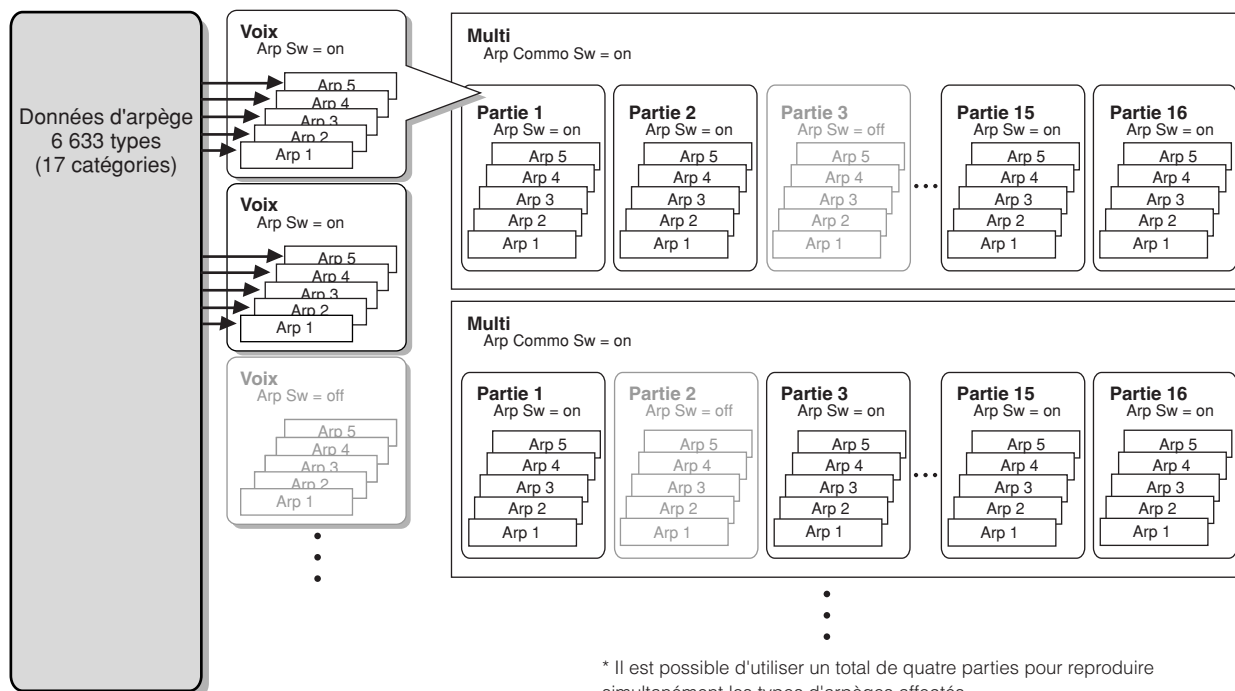 Données d'arpège
6 633 types
(17 catégories)
Voix
Arp Sw = on
Arp 5
Arp 4
Arp 3
Arp 2
Arp 1
Voix
Arp Sw = on
Arp 5
Arp 4
Arp 3
Arp 2
Arp 1
Voix
Arp Sw = off
Arp 5
Arp 4
Arp 3
Arp 2
Arp 1
Multi
Arp Commo Sw = on
Partie 1
Arp Sw = on
Arp 5
Arp 4
Arp 3
Arp 2
Arp 1
Partie 2
Arp Sw = on
Arp 5
Arp 4
Arp 3
Arp 2
Arp 1
Partie 3
Arp Sw = off
Arp 5
Arp 4
Arp 3
Arp 2
Arp 1
Partie 15
Arp Sw = on
Arp 5
Arp 4
Arp 3
Arp 2
Arp 1
Partie 16
Arp Sw = on
Arp 5
Arp 4
Arp 3
Arp 2
Arp 1
Multi
Arp Commo Sw = on
Partie 1
Arp Sw = on
Arp 5
Arp 4
Arp 3
Arp 2
Arp 1
Partie 2
Arp Sw = off
Arp 5
Arp 4
Arp 3
Arp 2
Arp 1
Partie 3
Arp Sw = on
Arp 5
Arp 4
Arp 3
Arp 2
Arp 1
Partie 15
Arp Sw = on
Arp 5
Arp 4
Arp 3
Arp 2
Arp 1
Partie 16
Arp Sw = on
Arp 5
Arp 4
Arp 3
Arp 2
Arp 1
* Il est possible d'utiliser un total de quatre parties pour reproduire
simultanément les types d'arpèges affectés